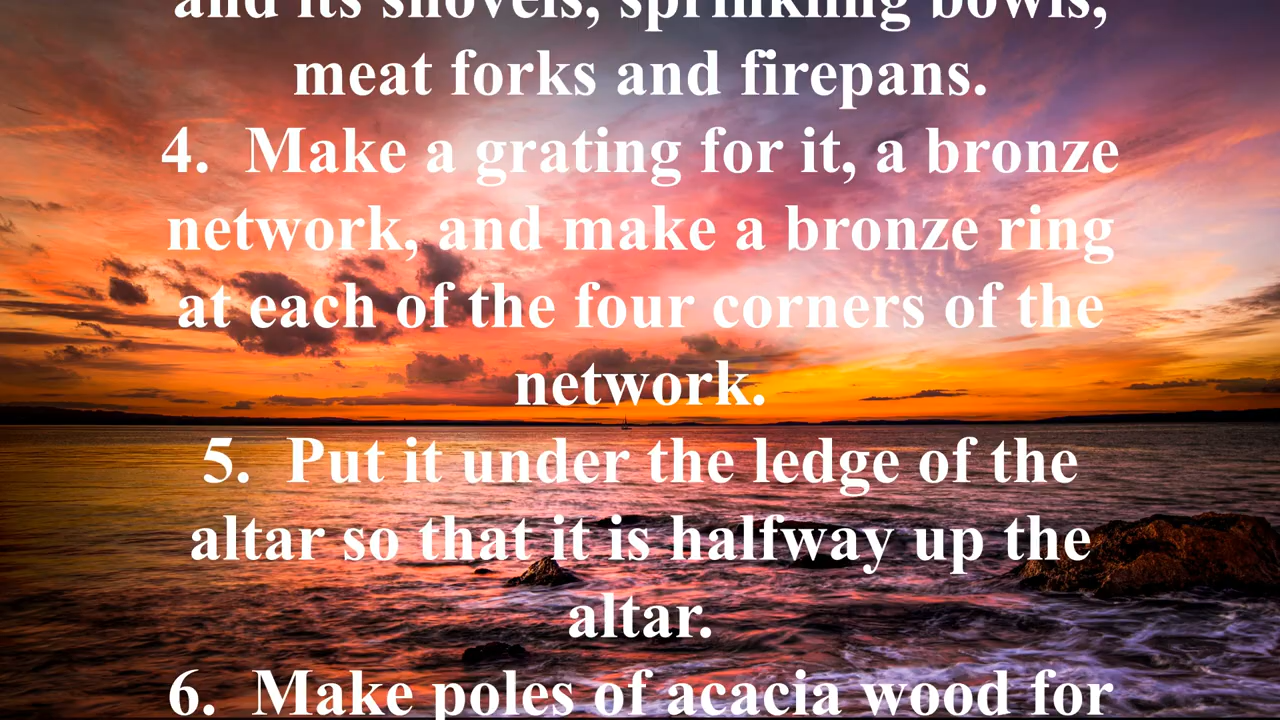 and its shovels, sprinkling bowls,
meat forks and firepans.
4.  Make a grating for it, a bronze
network, and make a bronze ring
at each of the four corners of the
network.
5.  Put it under the ledge of the
altar so that it is halfway up the
altar.
6.  Make poles of acacia wood for